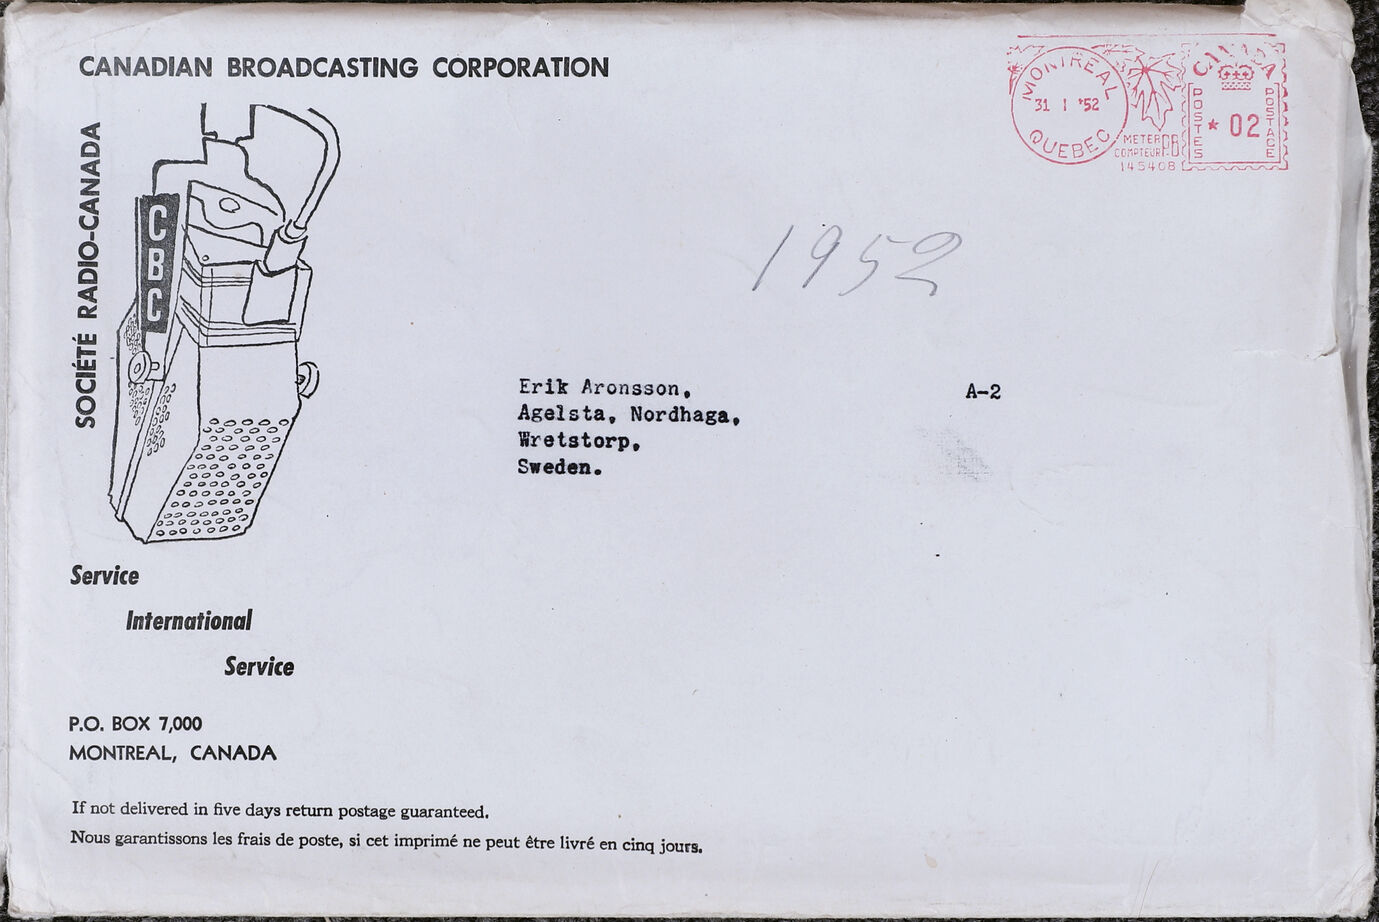 CANADIAN BROADCASTING CORPORATION
SOCIÉTÉ RADIO-CANADA
CBC
Service
International
Service
P.O. BOX 7,000
MONTREAL, CANADA
If not delivered in five days return postage guaranteed.
Nous garantissons les frais de poste, si cet imprimé ne peut être livré en cinq jours.
MONTREAL
31 I '52
QUEBEC
METER
COMPTEUR
PB
145408
CANADA
POSTES
* 02
POSTAGE
1952
Erik Aronsson,
Agelsta, Nordhaga,
Wretstorp,
Sweden.
A-2